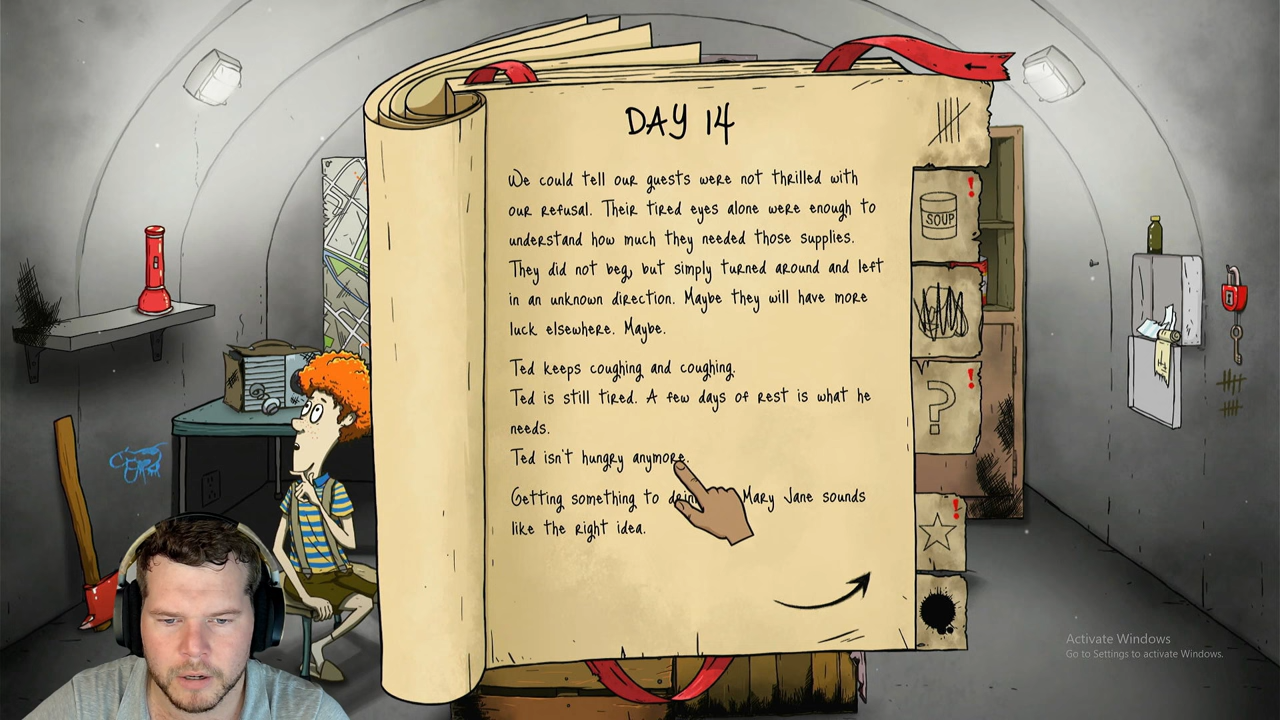 DAY 14
We could tell our guests were not thrilled with
our refusal. Their tired eyes alone were enough to
understand how much they needed those supplies.
They did not beg, but simply turned around and left
in an unknown direction. Maybe they will have more
luck elsewhere. Maybe.
Ted keeps coughing and coughing.
Ted is still tired. A few days of rest is what he
needs.
Ted isn't hungry anymore.
Getting something to Mary Jane sounds
like the right idea.
SOUP
!
!
?
!
Activate Windows
Go to Settings to activate Windows.